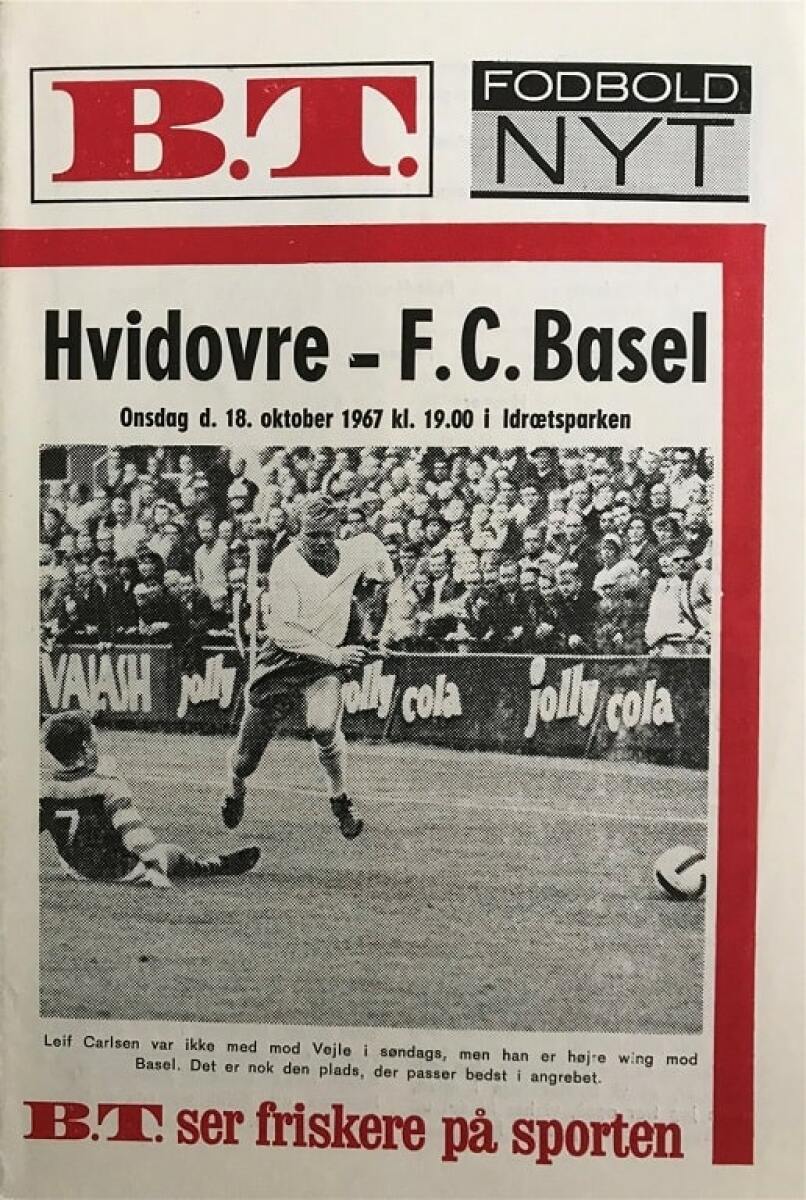 B.T.
FODBOLD
NYT
Hvidovre - F.C. Basel
Onsdag d. 18. oktober 1967 kl. 19.00 i Idrætsparken
VALASH jolly jolly cola jolly cola
7
Leif Carlsen var ikke med mod Vejle i søndags, men han er højre wing mod
Basel. Det er nok den plads, der passer bedst i angrebet.
B.T. ser friskere på sporten